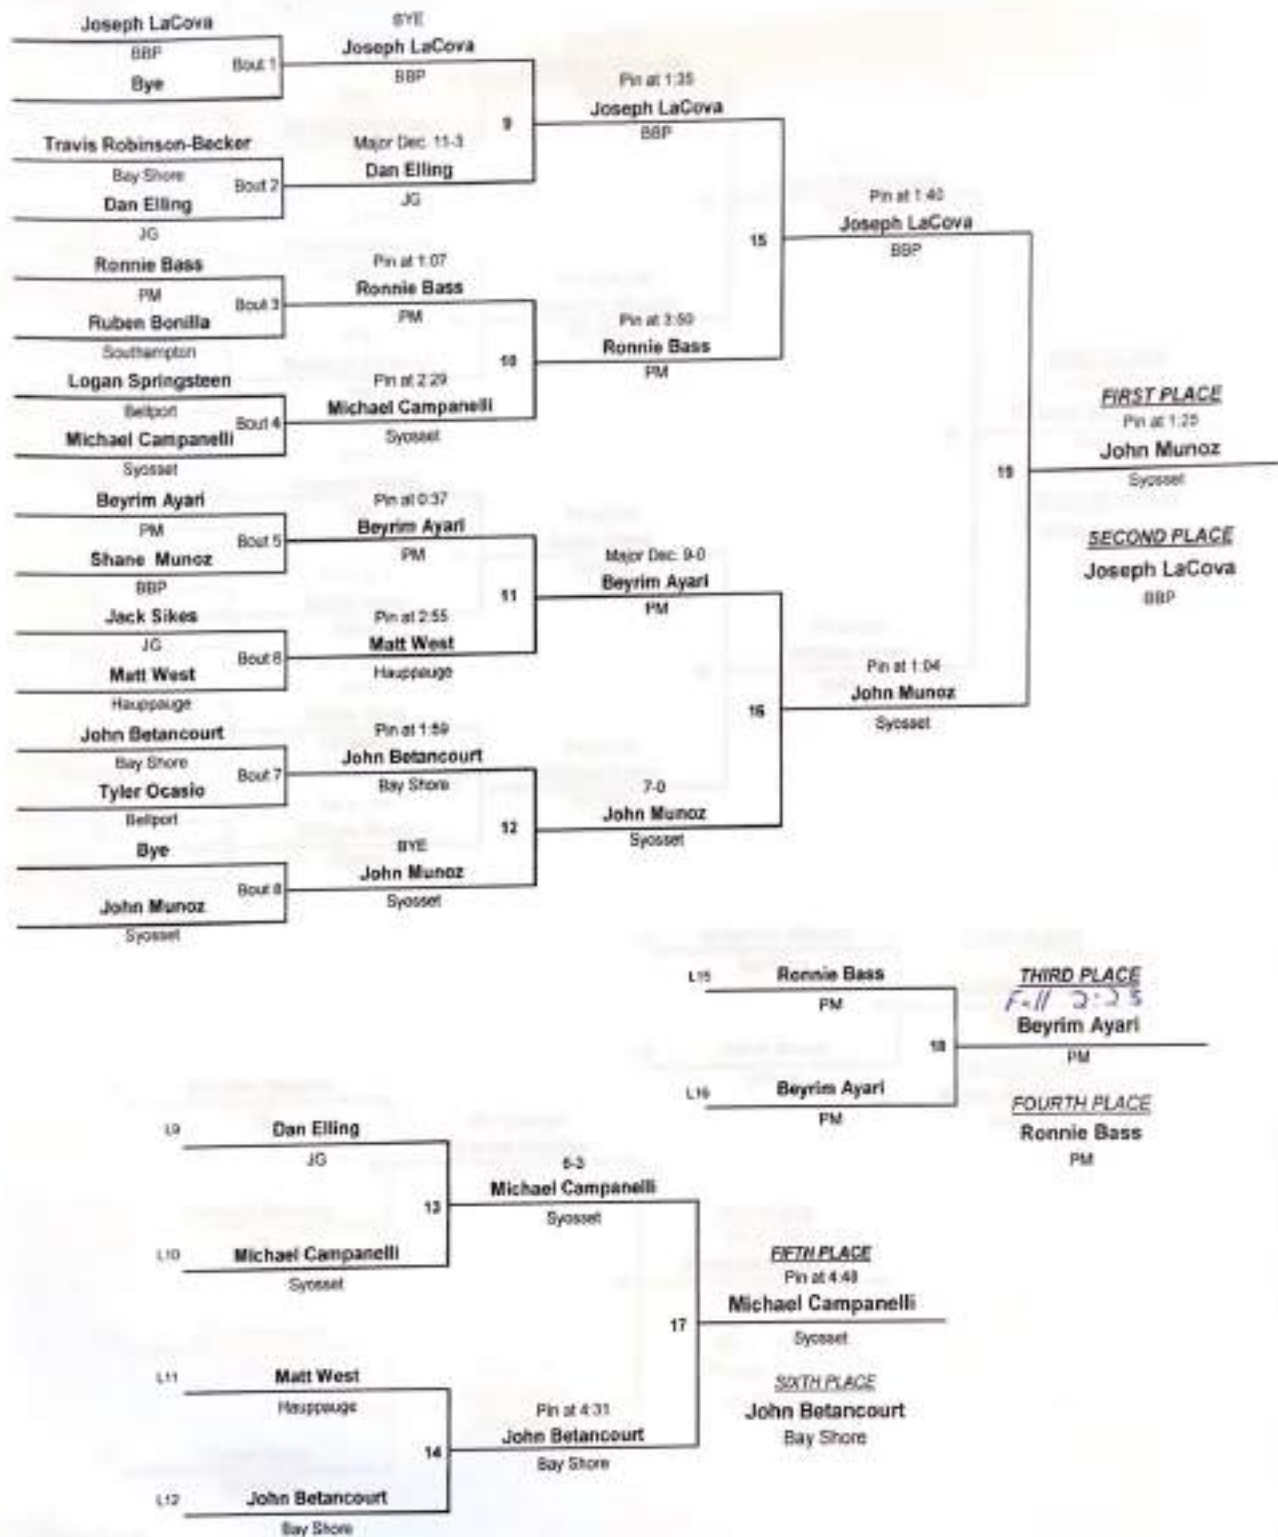 Joseph LaCova
BBP
Bout 1
Bye
Travis Robinson-Becker
Bay Shore
Bout 2
Dan Elling
JG
Ronnie Bass
PM
Bout 3
Ruben Bonilla
Southampton
Logan Springsteen
Bellport
Bout 4
Michael Campanelli
Syosset
Beyrim Ayari
PM
Bout 5
Shane Munoz
BBP
Jack Sikes
JG
Bout 6
Matt West
Hauppauge
John Betancourt
Bay Shore
Bout 7
Tyler Ocasio
Bellport
Bye
Bout 8
John Munoz
Syosset
BYE
Joseph LaCova
BBP
9
Major Dec. 11-3
Dan Elling
JG
Pin at 1:07
Ronnie Bass
PM
10
Pin at 2:29
Michael Campanelli
Syosset
Pin at 0:37
Beyrim Ayari
PM
11
Pin at 2:55
Matt West
Hauppauge
Pin at 1:59
John Betancourt
Bay Shore
12
BYE
John Munoz
Syosset
Pin at 1:35
Joseph LaCova
BBP
15
Pin at 3:50
Ronnie Bass
PM
Major Dec. 9-0
Beyrim Ayari
PM
16
7-0
John Munoz
Syosset
Pin at 1:40
Joseph LaCova
BBP
19
Pin at 1:04
John Munoz
Syosset
FIRST PLACE
Pin at 1:25
John Munoz
Syosset
SECOND PLACE
Joseph LaCova
BBP
L15
Ronnie Bass
PM
18
L16
Beyrim Ayari
PM
THIRD PLACE
Fall 2:25
Beyrim Ayari
PM
FOURTH PLACE
Ronnie Bass
PM
L9
Dan Elling
JG
13
L10
Michael Campanelli
Syosset
L11
Matt West
Hauppauge
14
L12
John Betancourt
Bay Shore
Michael Campanelli
Syosset
17
Pin at 4:31
John Betancourt
Bay Shore
FIFTH PLACE
Pin at 4:48
Michael Campanelli
Syosset
SIXTH PLACE
John Betancourt
Bay Shore